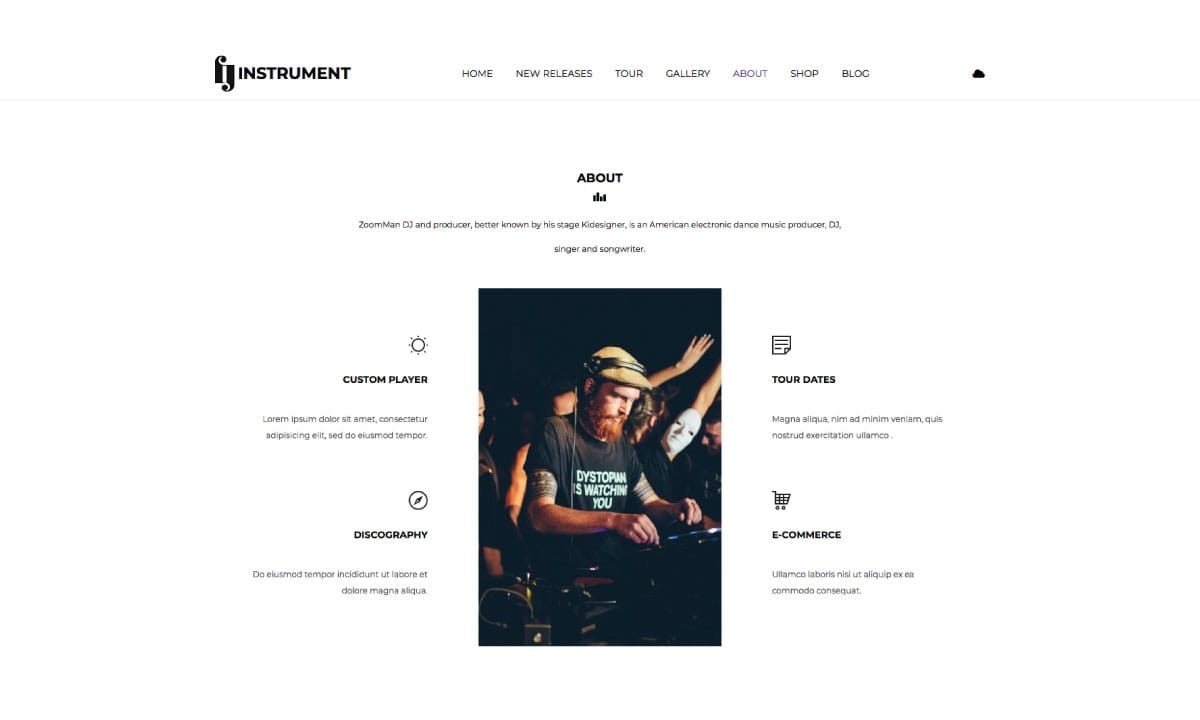 INSTRUMENT
HOME NEW RELEASES TOUR GALLERY ABOUT SHOP BLOG
ABOUT
ZoomMan DJ and producer, better known by his stage Kidesigner, is an American electronic dance music producer, DJ,
singer and songwriter.
CUSTOM PLAYER
Lorem ipsum dolor sit amet, consectetur
adipisicing elit, sed do eiusmod tempor.
DISCOGRAPHY
Do eiusmod tempor incididunt ut labore et
dolore magna aliqua.
DYSTOPIAN
IS WATCHING
YOU
TOUR DATES
Magna aliqua, nim ad minim veniam, quis
nostrud exercitation ullamco .
E-COMMERCE
Ullamco laboris nisi ut aliquip ex ea
commodo consequat.